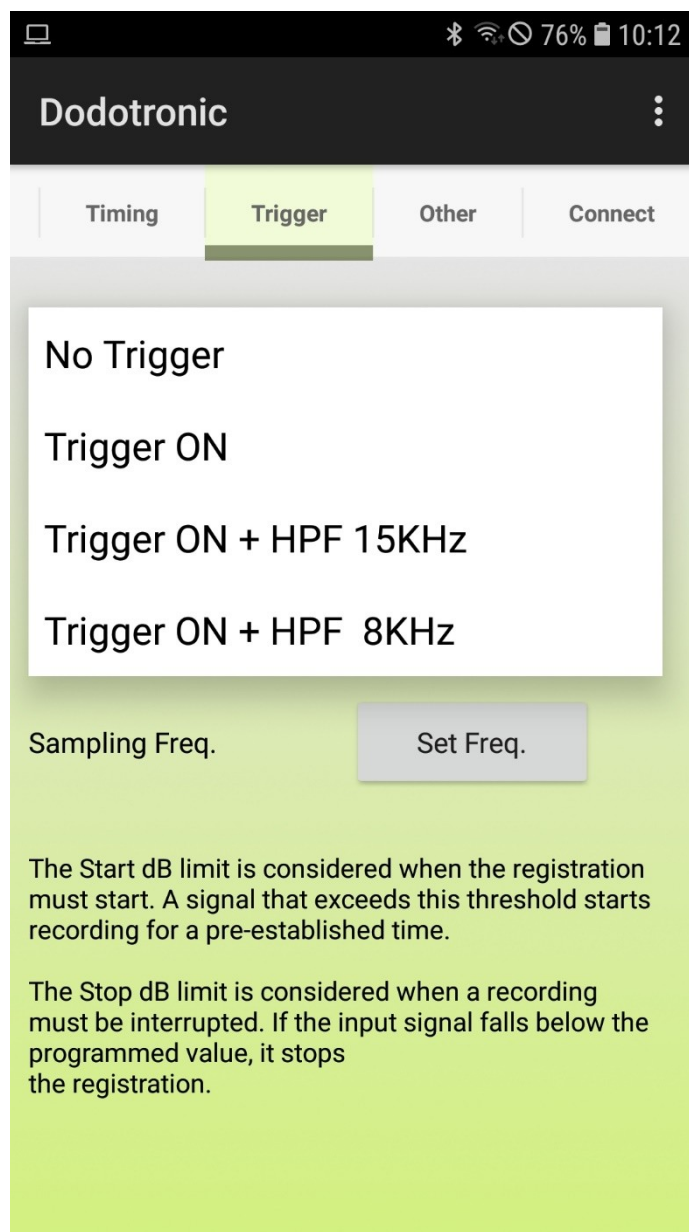 76% 10:12
Dodotronic
Timing Trigger Other Connect
No Trigger
Trigger ON
Trigger ON + HPF 15KHz
Trigger ON + HPF  8KHz
Sampling Freq. Set Freq.
The Start dB limit is considered when the registration
must start. A signal that exceeds this threshold starts
recording for a pre-established time.
The Stop dB limit is considered when a recording
must be interrupted. If the input signal falls below the
programmed value, it stops
the registration.